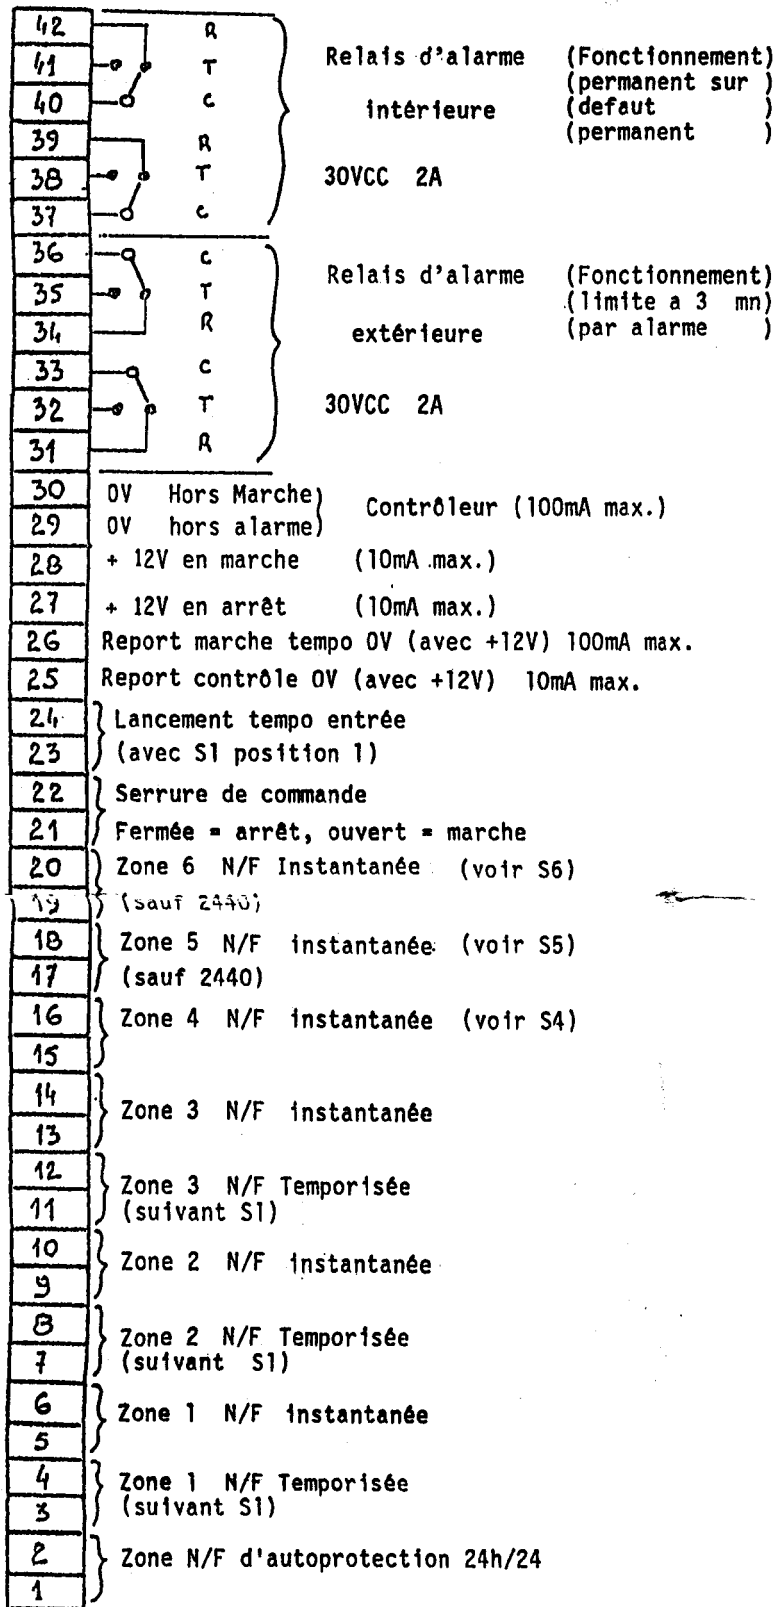 42 R
41 T Relais d'alarme (Fonctionnement)
(permanent sur )
40 C intérieure (defaut )
39 R (permanent )
38 T 30VCC 2A
37 C
36 C
35 T Relais d'alarme (Fonctionnement)
(limite a 3 mn)
34 R extérieure (par alarme )
33 C
32 T 30VCC 2A
31 R
30 0V Hors Marche)
29 0V hors alarme) Contrôleur (100mA max.)
28 + 12V en marche (10mA max.)
27 + 12V en arrêt (10mA max.)
26 Report marche tempo 0V (avec +12V) 100mA max.
25 Report contrôle 0V (avec +12V) 10mA max.
24 Lancement tempo entrée
23 (avec S1 position 1)
22 Serrure de commande
21 Fermée = arrêt, ouvert = marche
20 Zone 6 N/F Instantanée (voir S6)
19 (sauf 2440)
18 Zone 5 N/F instantanée (voir S5)
17 (sauf 2440)
16 Zone 4 N/F instantanée (voir S4)
15
14
Zone 3 N/F instantanée
13
12
Zone 3 N/F Temporisée
11 (suivant S1)
10
Zone 2 N/F instantanée
9
8
Zone 2 N/F Temporisée
7 (suivant S1)
6
Zone 1 N/F instantanée
5
4
Zone 1 N/F Temporisée
3 (suivant S1)
2 Zone N/F d'autoprotection 24h/24
1